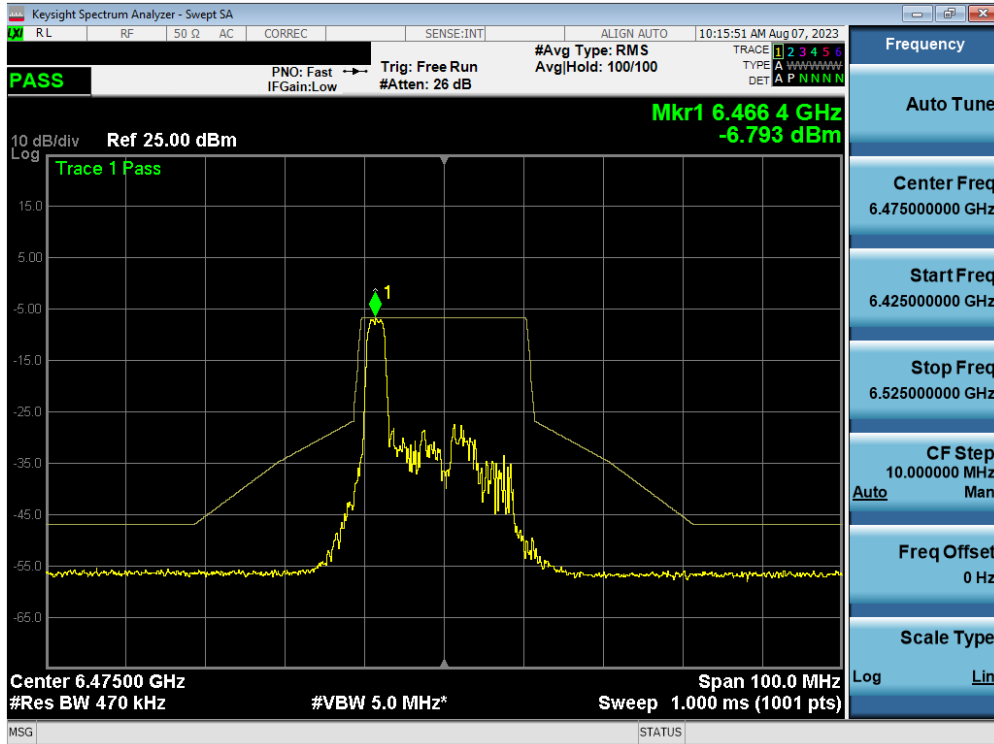 Keysight Spectrum Analyzer - Swept SA
LXI RL RF 50 Ω AC CORREC SENSE:INT ALIGN AUTO 10:15:51 AM Aug 07, 2023
PASS
PNO: Fast
IFGain:Low
Trig: Free Run
#Atten: 26 dB
#Avg Type: RMS
Avg|Hold: 100/100
TRACE 1 2 3 4 5 6
TYPE A WWWWW
DET A P N N N N
Mkr1 6.466 4 GHz
-6.793 dBm
10 dB/div Ref 25.00 dBm
Log
Trace 1 Pass
15.0
5.00
1
-5.00
-15.0
-25.0
-35.0
-45.0
-55.0
-65.0
Center 6.47500 GHz Span 100.0 MHz
#Res BW 470 kHz #VBW 5.0 MHz* Sweep 1.000 ms (1001 pts)
MSG STATUS
Frequency
Auto Tune
Center Freq
6.475000000 GHz
Start Freq
6.425000000 GHz
Stop Freq
6.525000000 GHz
CF Step
10.000000 MHz
Auto Man
Freq Offset
0 Hz
Scale Type
Log Lin